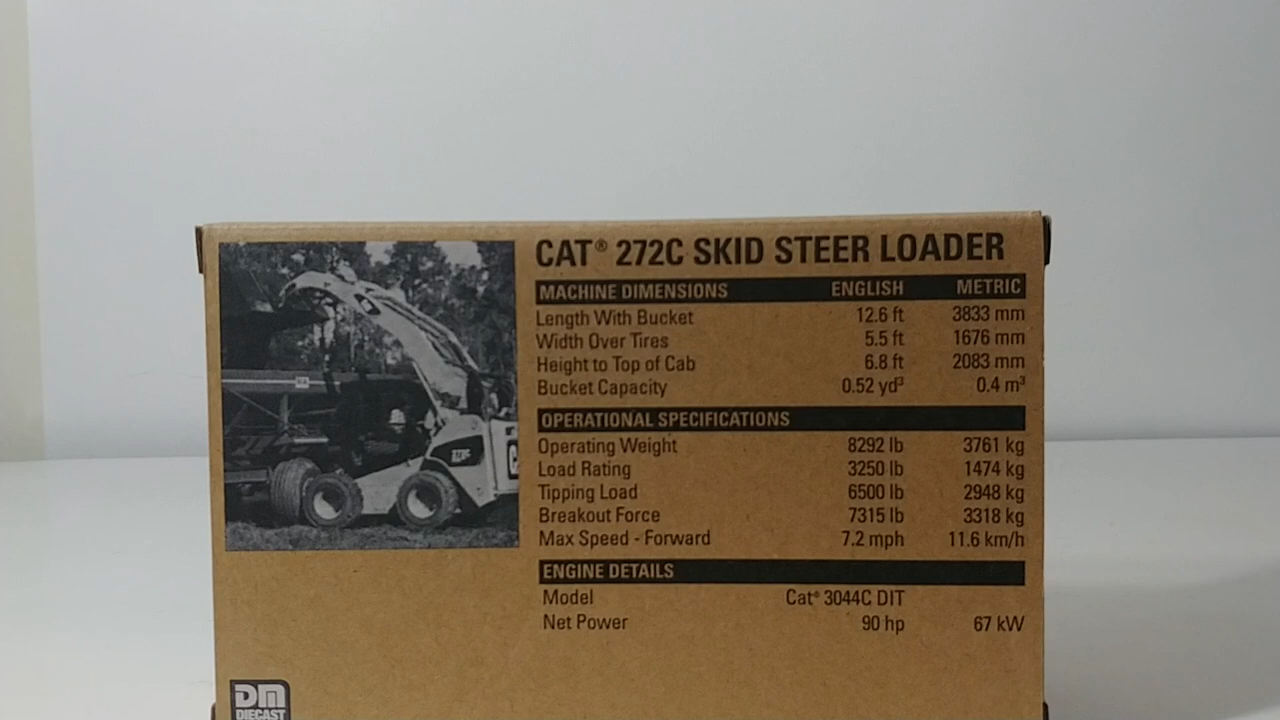 CAT® 272C SKID STEER LOADER
MACHINE DIMENSIONS ENGLISH METRIC
Length With Bucket 12.6 ft 3833 mm
Width Over Tires 5.5 ft 1676 mm
Height to Top of Cab 6.8 ft 2083 mm
Bucket Capacity 0.52 yd³ 0.4 m³
OPERATIONAL SPECIFICATIONS
Operating Weight 8292 lb 3761 kg
Load Rating 3250 lb 1474 kg
Tipping Load 6500 lb 2948 kg
Breakout Force 7315 lb 3318 kg
Max Speed - Forward 7.2 mph 11.6 km/h
ENGINE DETAILS
Model Cat® 3044C DIT
Net Power 90 hp 67 kW
DM
DIECAST